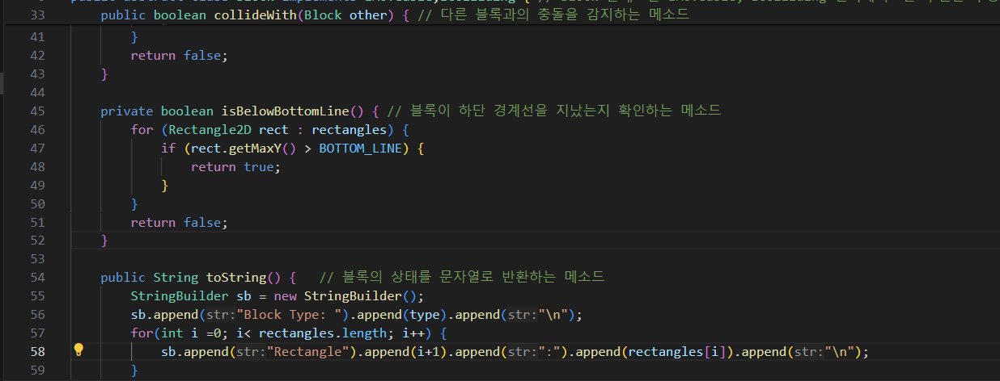 33 public boolean collideWith(Block other) { // 다른 블록과의 충돌을 감지하는 메소드
41 }
42 return false;
43 }
44
45 private boolean isBelowBottomLine() { // 블록이 하단 경계선을 지났는지 확인하는 메소드
46 for (Rectangle2D rect : rectangles) {
47 if (rect.getMaxY() > BOTTOM_LINE) {
48 return true;
49 }
50 }
51 return false;
52 }
53
54 public String toString() { // 블록의 상태를 문자열로 반환하는 메소드
55 StringBuilder sb = new StringBuilder();
56 sb.append(str:"Block Type: ").append(type).append(str:"\n");
57 for(int i =0; i< rectangles.length; i++) {
58 sb.append(str:"Rectangle").append(i+1).append(str:":").append(rectangles[i]).append(str:"\n");
59 }